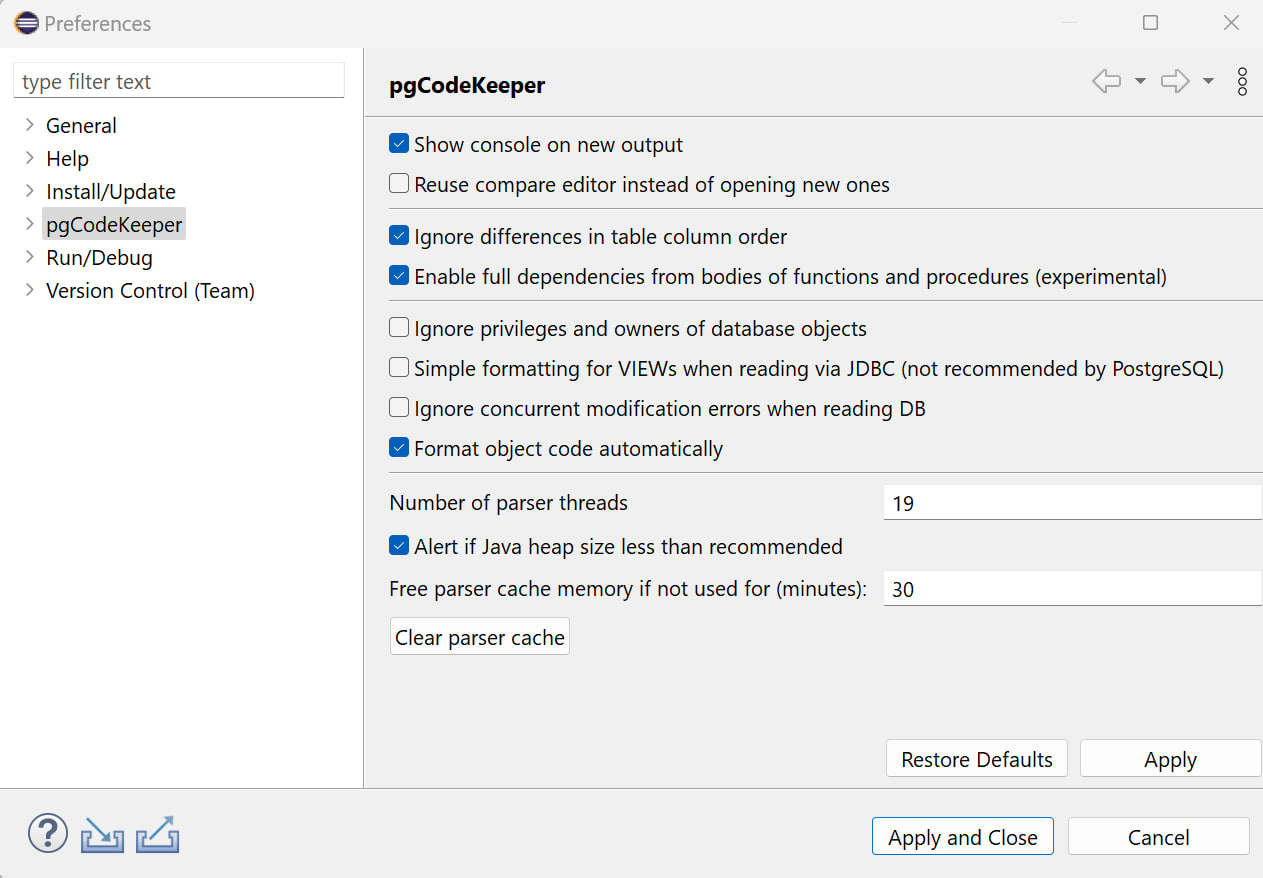 Preferences
type filter text
General
Help
Install/Update
pgCodeKeeper
Run/Debug
Version Control (Team)
pgCodeKeeper
Show console on new output
Reuse compare editor instead of opening new ones
Ignore differences in table column order
Enable full dependencies from bodies of functions and procedures (experimental)
Ignore privileges and owners of database objects
Simple formatting for VIEWs when reading via JDBC (not recommended by PostgreSQL)
Ignore concurrent modification errors when reading DB
Format object code automatically
Number of parser threads 19
Alert if Java heap size less than recommended
Free parser cache memory if not used for (minutes): 30
Clear parser cache
Restore Defaults Apply
? Apply and Close Cancel